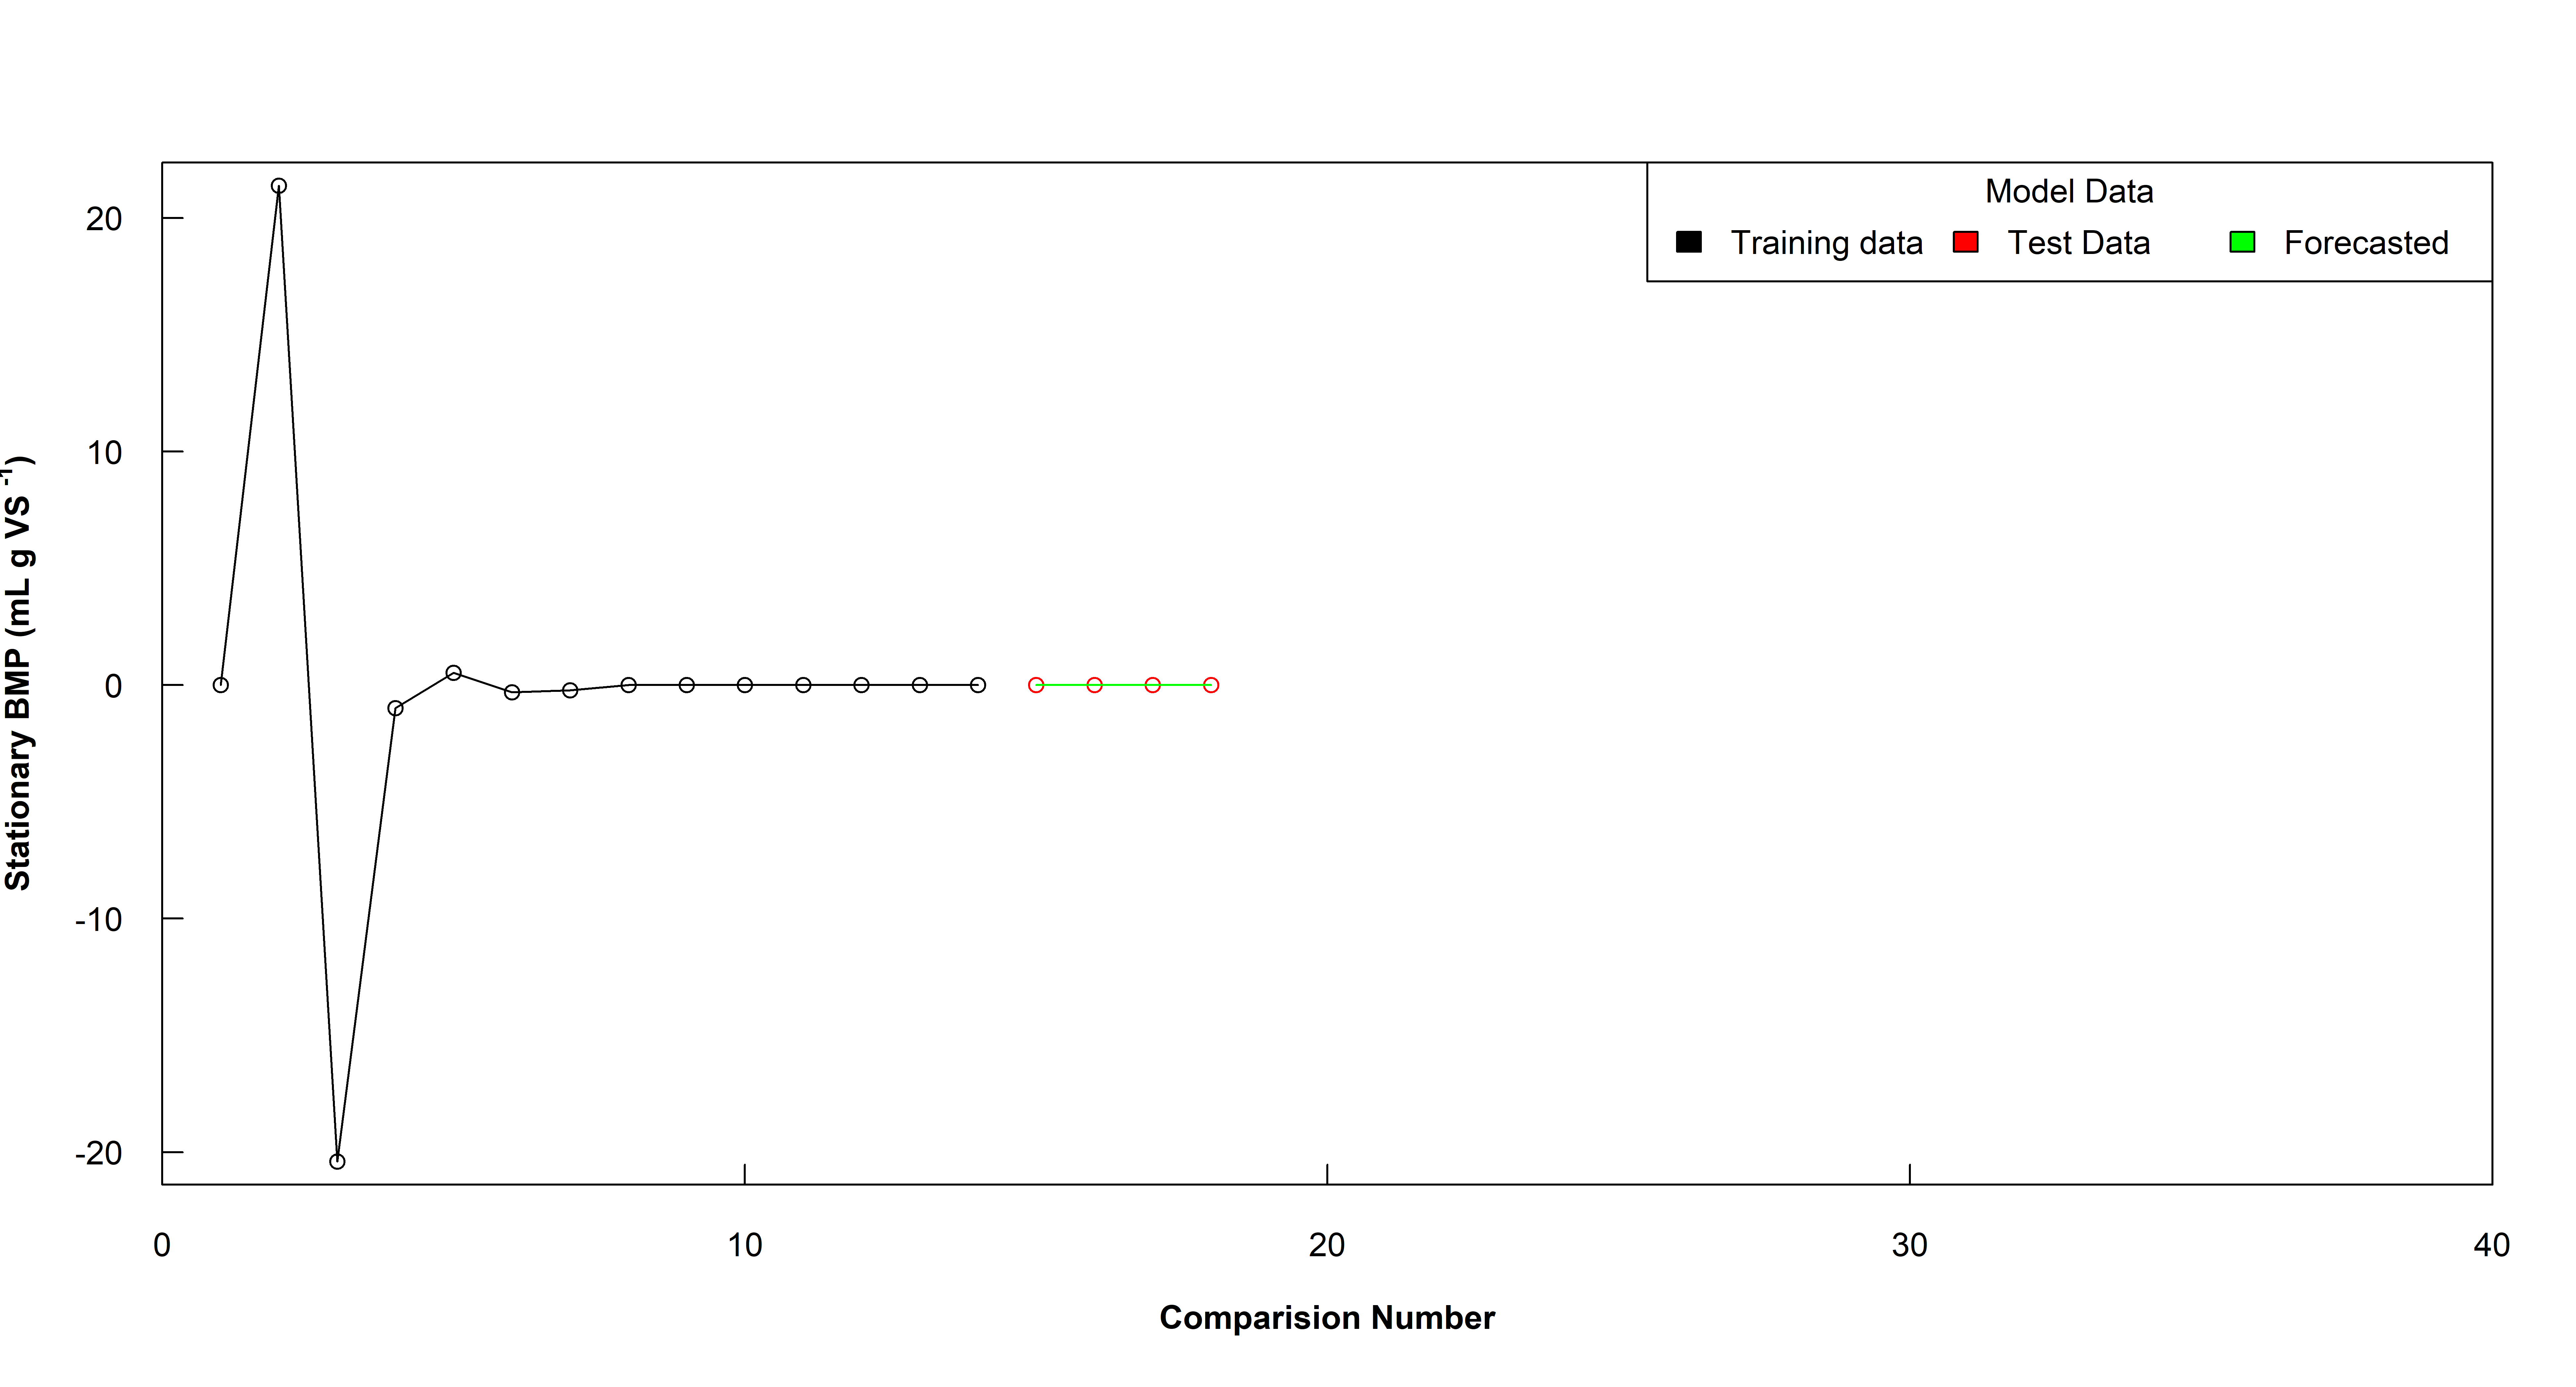 Model Data
Training data
Test Data
Forecasted
20
10
0
-10
-20
Stationary BMP (mL g VS -1)
0
10
20
30
40
Comparision Number